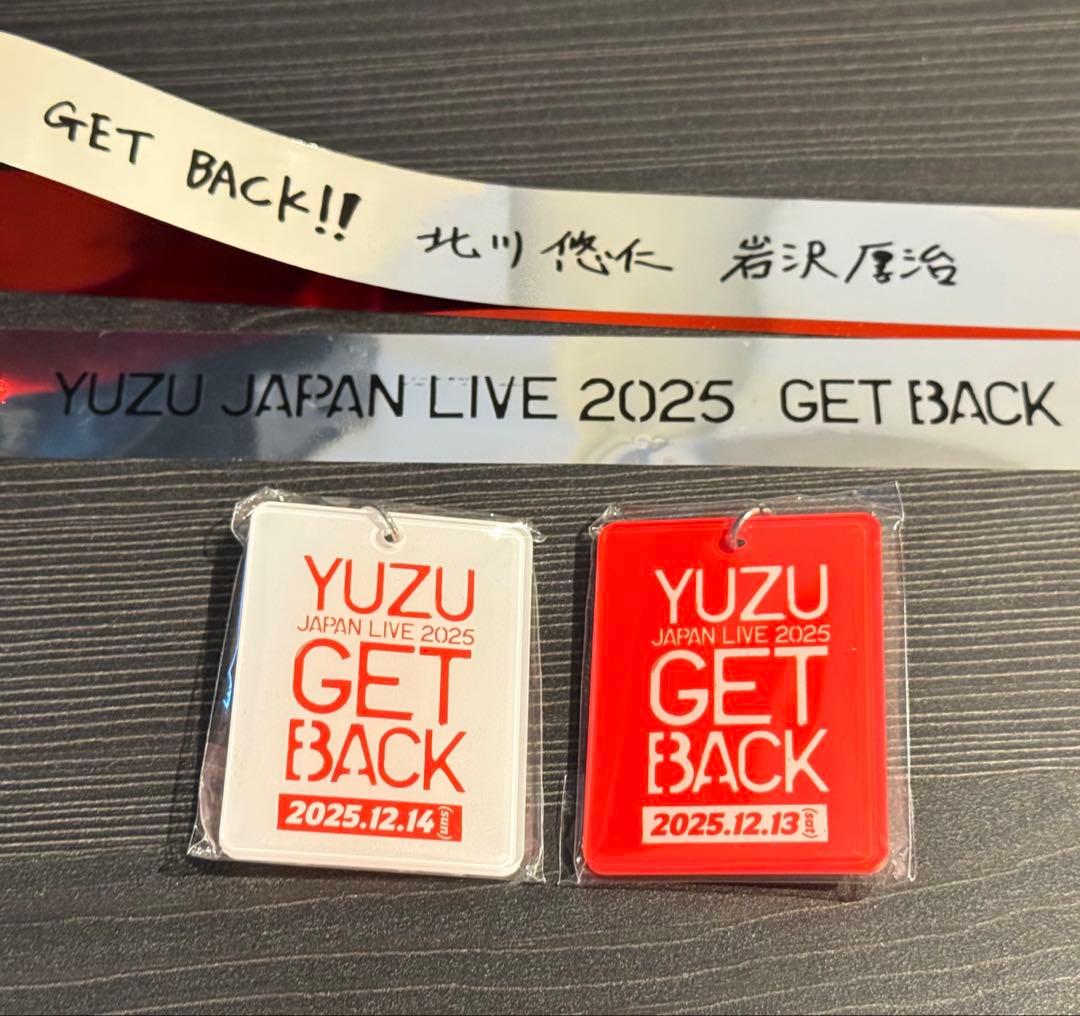 GET BACK!! 北川悠仁 岩沢厚治
YUZU JAPAN LIVE 2025 GET BACK
YUZU
JAPAN LIVE 2025
GET
BACK
2025.12.14(sun)
YUZU
JAPAN LIVE 2025
GET
BACK
2025.12.13(sat)